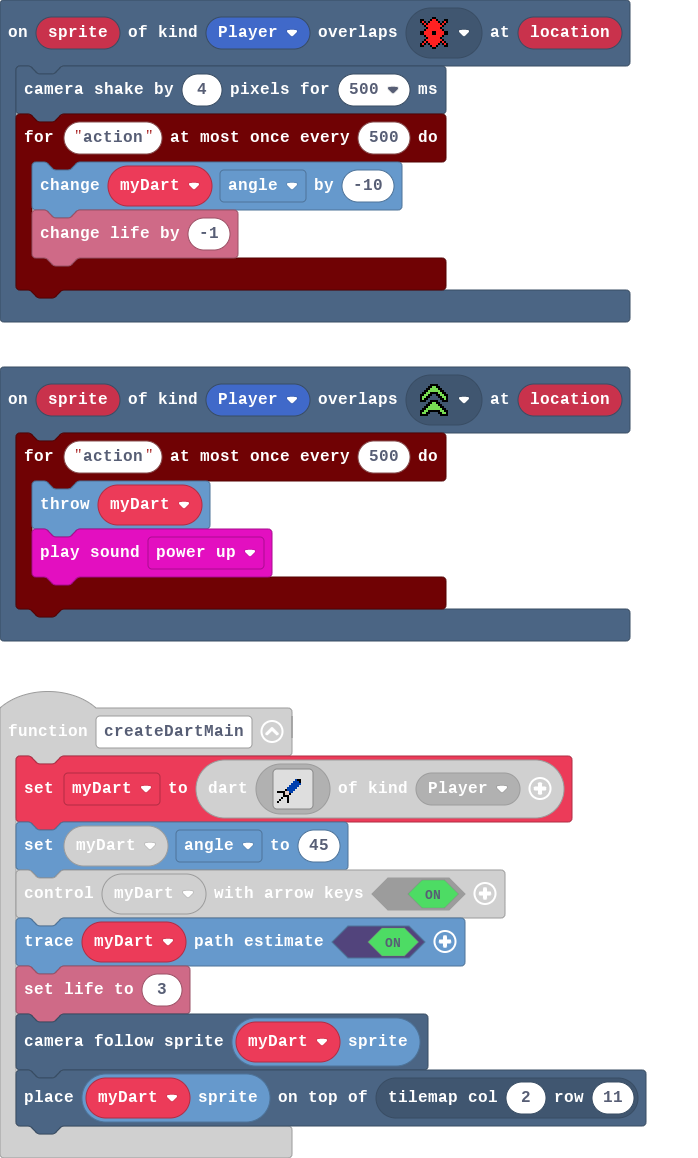 on sprite of kind Player overlaps at location
camera shake by 4 pixels for 500 ms
for "action" at most once every 500 do
change myDart angle by -10
change life by -1
on sprite of kind Player overlaps at location
for "action" at most once every 500 do
throw myDart
play sound power up
function createDartMain
set myDart to dart of kind Player
set myDart angle to 45
control myDart with arrow keys ON
trace myDart path estimate ON
set life to 3
camera follow sprite myDart sprite
place myDart sprite on top of tilemap col 2 row 11